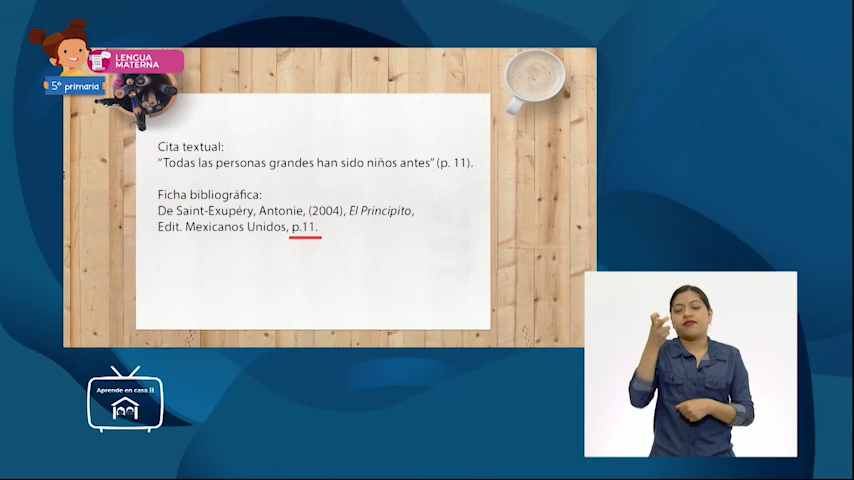 LENGUA
MATERNA
5° primaria
Cita textual:
“Todas las personas grandes han sido niños antes” (p. 11).
Ficha bibliográfica:
De Saint-Exupéry, Antonie, (2004), El Principito,
Edit. Mexicanos Unidos, p.11.
Aprende en casa II